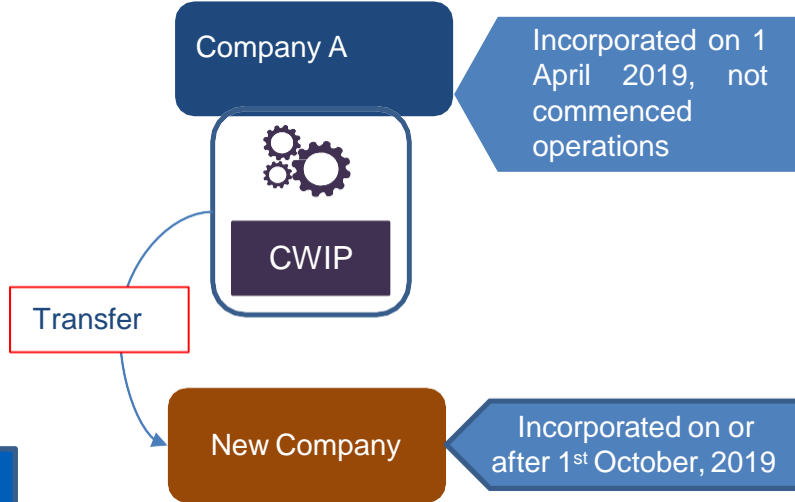 Company A
Incorporated on 1
April 2019, not
commenced
operations
CWIP
Transfer
New Company
Incorporated on or
after 1st October, 2019